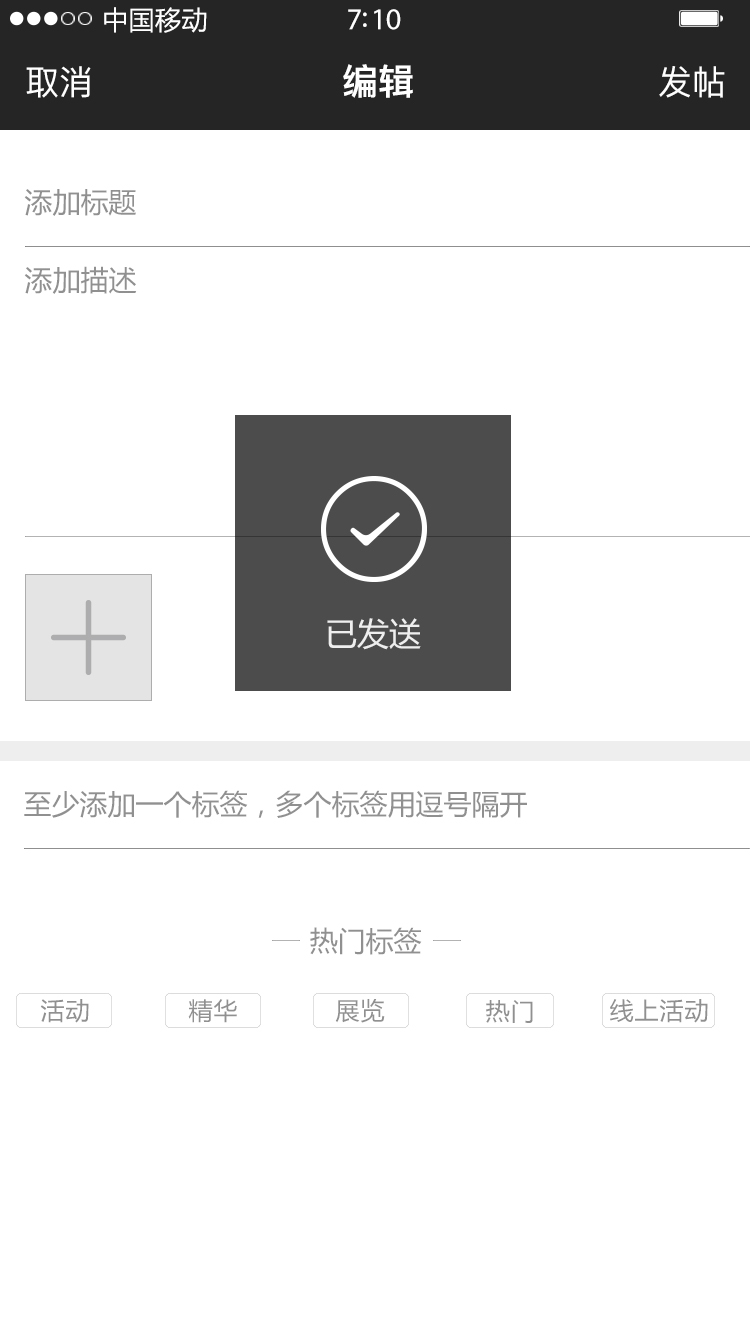 中国移动 7:10
取消 编辑 发帖
添加标题
添加描述
已发送
至少添加一个标签，多个标签用逗号隔开
热门标签
活动 精华 展览 热门 线上活动